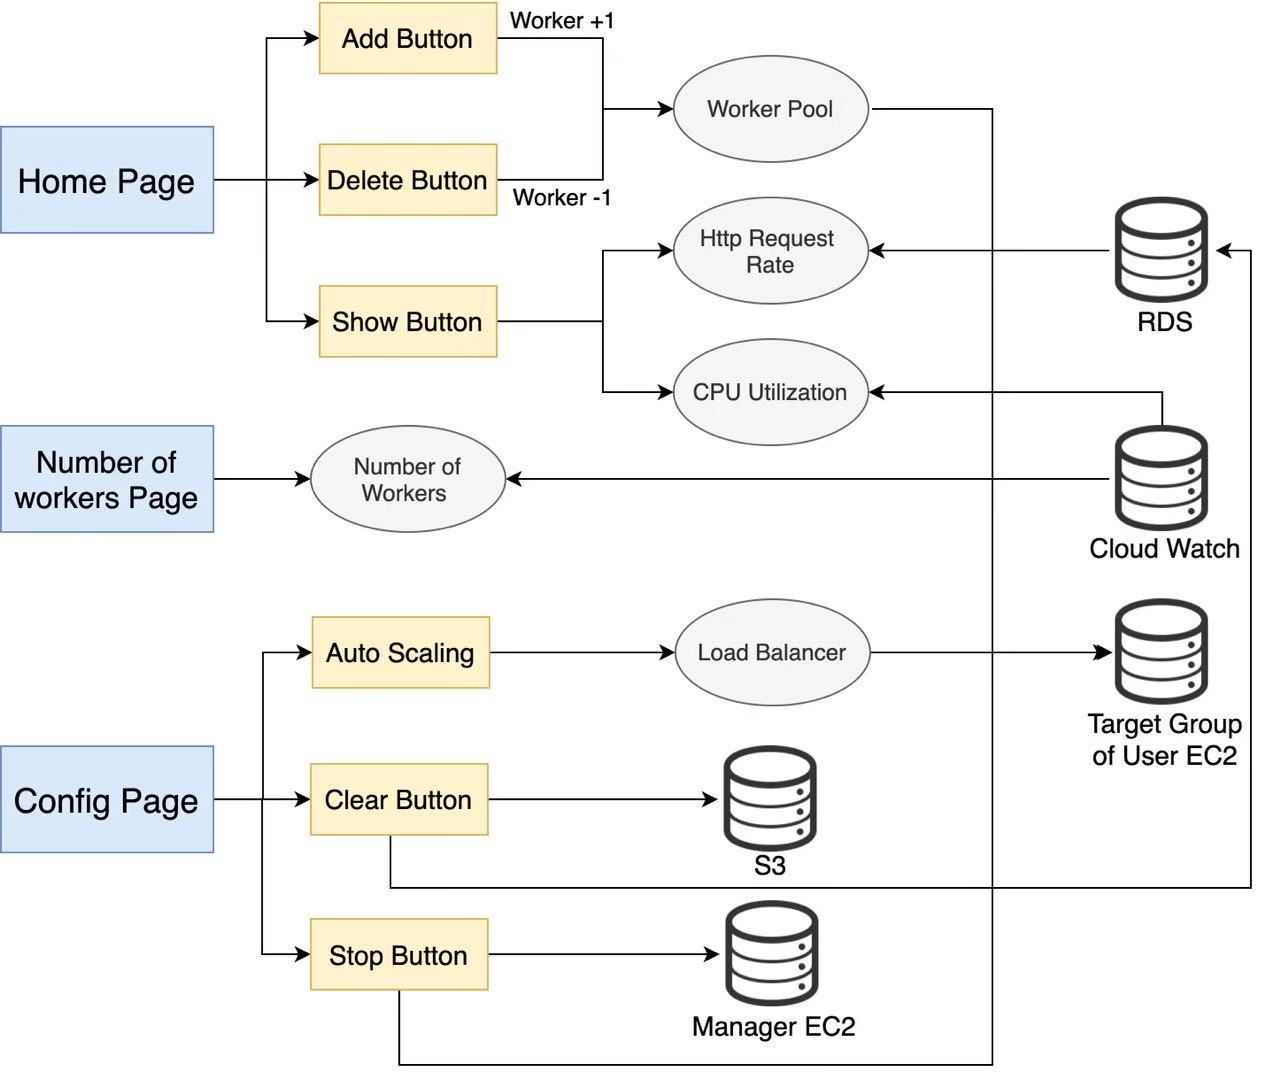 Worker +1
Add Button
Worker Pool
Home Page
Delete Button
Worker -1
Http Request
Rate
Show Button
RDS
CPU Utilization
Number of
workers Page
Number of
Workers
Cloud Watch
Auto Scaling
Load Balancer
Target Group
of User EC2
Config Page
Clear Button
S3
Stop Button
Manager EC2